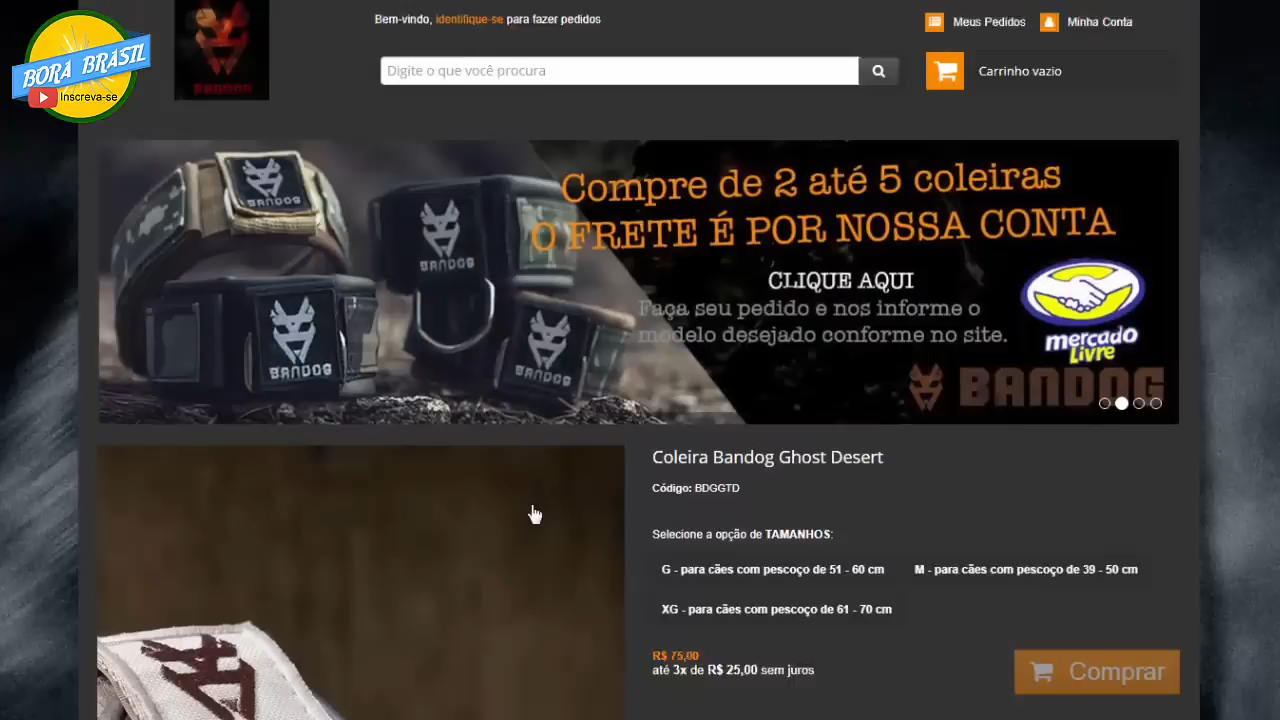 BORA BRASIL
Inscreva-se
BANDOG
Bem-vindo, identifique-se para fazer pedidos
Meus Pedidos
Minha Conta
Digite o que você procura
Carrinho vazio
BANDOG
BANDOG
BANDOG
BANDOG
Compre de 2 até 5 coleiras
O FRETE É POR NOSSA CONTA
CLIQUE AQUI
Faça seu pedido e nos informe o
modelo desejado conforme no site.
mercado
livre
BANDOG
Coleira Bandog Ghost Desert
Código: BDGGTD
Selecione a opção de TAMANHOS:
G - para cães com pescoço de 51 - 60 cm
M - para cães com pescoço de 39 - 50 cm
XG - para cães com pescoço de 61 - 70 cm
R$ 75,00
até 3x de R$ 25,00 sem juros
Comprar